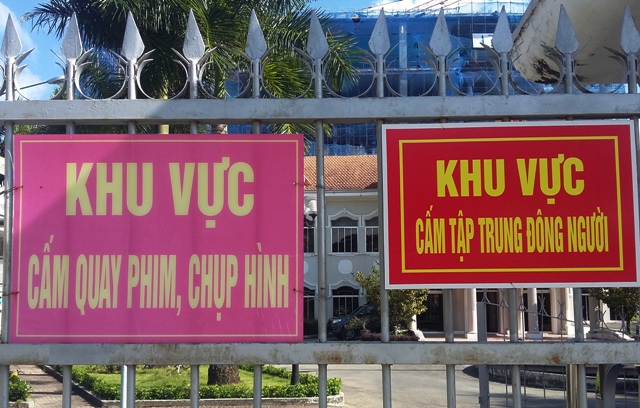 KHU VỰC
CẤM QUAY PHIM, CHỤP HÌNH
KHU VỰC
CẤM TẬP TRUNG ĐÔNG NGƯỜI